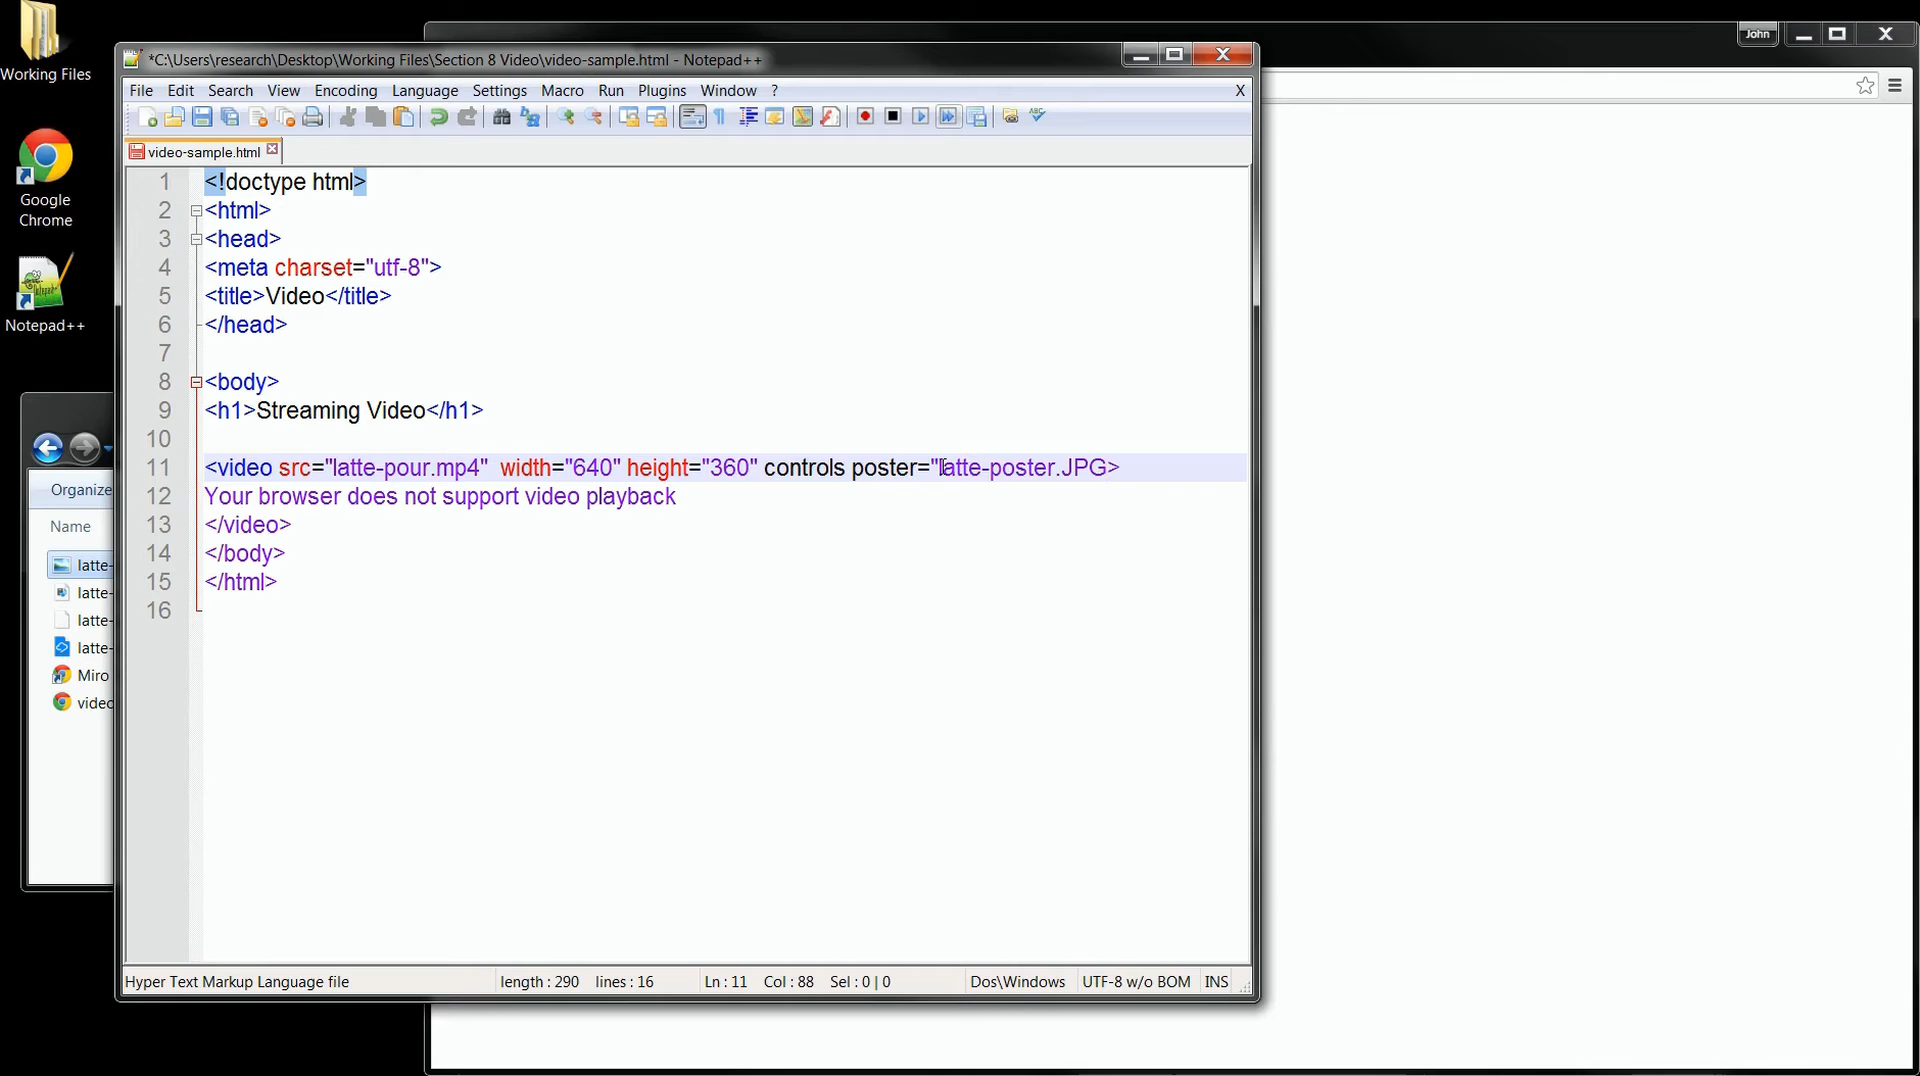 Working Files
Google
Chrome
Notepad++
John
*C:\Users\research\Desktop\Working Files\Section 8 Video\video-sample.html - Notepad++
File Edit Search View Encoding Language Settings Macro Run Plugins Window ? X
video-sample.html
1 <!doctype html>
2 <html>
3 <head>
4 <meta charset="utf-8">
5 <title>Video</title>
6 </head>
7
8 <body>
9 <h1>Streaming Video</h1>
10
11 <video src="latte-pour.mp4"  width="640" height="360" controls poster="latte-poster.JPG>
12 Your browser does not support video playback
13 </video>
14 </body>
15 </html>
16
Organize
Name
latte-
latte-
latte-
latte-
Miro
video
Hyper Text Markup Language file length : 290 lines : 16 Ln : 11 Col : 88 Sel : 0 | 0 Dos\Windows UTF-8 w/o BOM INS